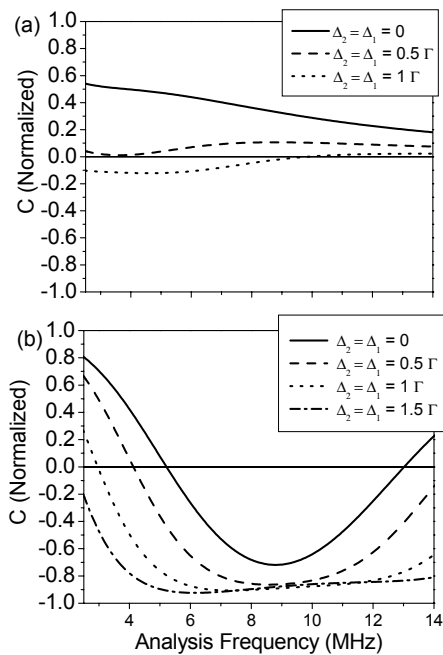 (a)
1.0
0.8
0.6
0.4
0.2
0.0
-0.2
-0.4
-0.6
-0.8
-1.0
C (Normalized)
Δ₂ = Δ₁ = 0
Δ₂ = Δ₁ = 0.5 Γ
Δ₂ = Δ₁ = 1 Γ
(b)
1.0
0.8
0.6
0.4
0.2
0.0
-0.2
-0.4
-0.6
-0.8
-1.0
C (Normalized)
Δ₂ = Δ₁ = 0
Δ₂ = Δ₁ = 0.5 Γ
Δ₂ = Δ₁ = 1 Γ
Δ₂ = Δ₁ = 1.5 Γ
4 6 8 10 12 14
Analysis Frequency (MHz)